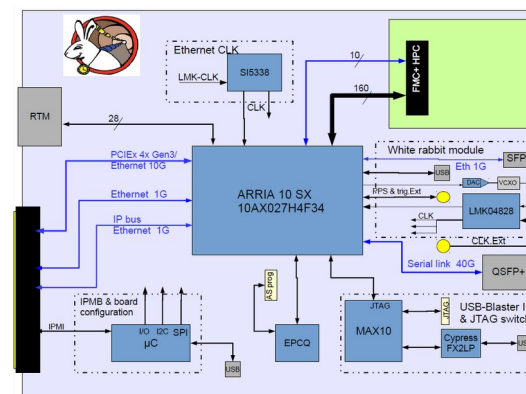 Ethernet CLK
LMK-CLK
SI5338
CLK
10
160
FMC+ HPC
RTM
28
PCIEx 4x Gen3/
Ethernet 10G
Ethernet 1G
IP bus
Ethernet 1G
ARRIA 10 SX
10AX027H4F34
White rabbit module
Eth 1G
SFP
USB
DAC
VCXO
PPS & trig.Ext
LMK04828
CLK
CLK.Ext
Serial link 40G
QSFP+
IPMB & board
configuration
I/O I2C SPI
µC
IPMI
USB
AS prog
EPCQ
JTAG
MAX10
JTAG
USB-Blaster I
& JTAG switc
Cypress
FX2LP